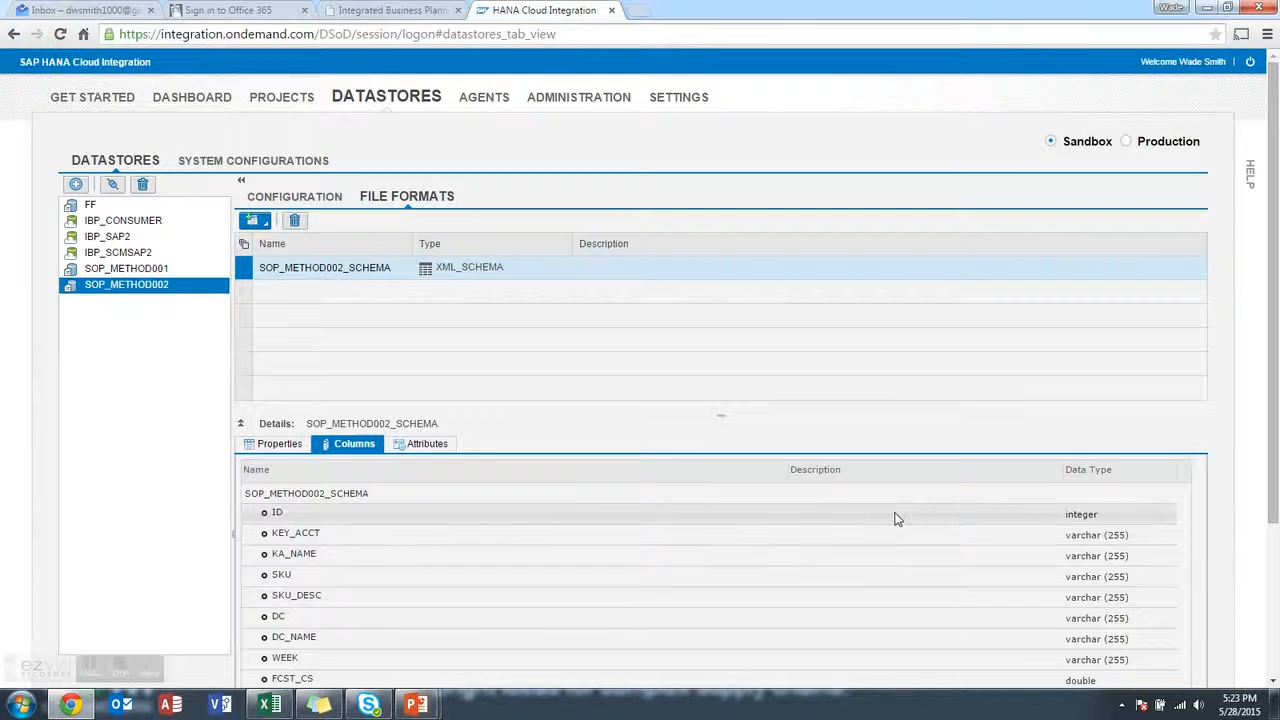 Inbox – dwsmith1000@g
Sign in to Office 365
Integrated Business Plann
HANA Cloud Integration
Wade
https://integration.ondemand.com/DSoD/session/logon#datastores_tab_view
SAP HANA Cloud Integration
Welcome Wade Smith
GET STARTED DASHBOARD PROJECTS DATASTORES AGENTS ADMINISTRATION SETTINGS
Sandbox Production
HELP
DATASTORES SYSTEM CONFIGURATIONS
FF
IBP_CONSUMER
IBP_SAP2
IBP_SCMSAP2
SOP_METHOD001
SOP_METHOD002
CONFIGURATION FILE FORMATS
Name Type Description
SOP_METHOD002_SCHEMA XML_SCHEMA
Details: SOP_METHOD002_SCHEMA
Properties Columns Attributes
Name Description Data Type
SOP_METHOD002_SCHEMA
ID integer
KEY_ACCT varchar (255)
KA_NAME varchar (255)
SKU varchar (255)
SKU_DESC varchar (255)
DC varchar (255)
DC_NAME varchar (255)
WEEK varchar (255)
FCST_CS double
5:23 PM
5/28/2015